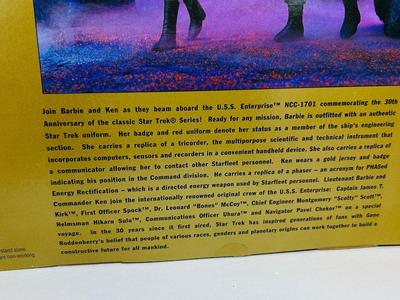 Join Barbie and Ken as they beam aboard the U.S.S. Enterprise™ NCC-1701 commemorating the 30th
Anniversary of the classic Star Trek® Series! Ready for any mission, Barbie is outfitted with an authentic
Star Trek uniform. Her badge and red uniform denote her status as a member of the ship's engineering
section. She carries a replica of a tricorder, the multipurpose scientific and technical instrument that
incorporates computers, sensors and recorders in a convenient handheld device. She also carries a replica of
a communicator allowing her to contact other Starfleet personnel. Ken wears a gold jersey and badge
indicating his position in the Command division. He carries a replica of a phaser – an acronym for PHASed
Energy Rectification – which is a directed energy weapon used by Starfleet personnel. Lieutenant Barbie and
Commander Ken join the internationally renowned original crew of the U.S.S. Enterprise: Captain James T.
Kirk™, First Officer Spock™, Dr. Leonard "Bones" McCoy™, Chief Engineer Montgomery "Scotty" Scott™,
Helmsman Hikaru Sulu™, Communications Officer Uhura™ and Navigator Pavel Chekov™ on a special
voyage. In the 30 years since it first aired, Star Trek has inspired generations of fans with Gene
Roddenberry's belief that people of various races, genders and planetary origins can work together to build a
constructive future for all mankind.
stand alone.
are non-working.